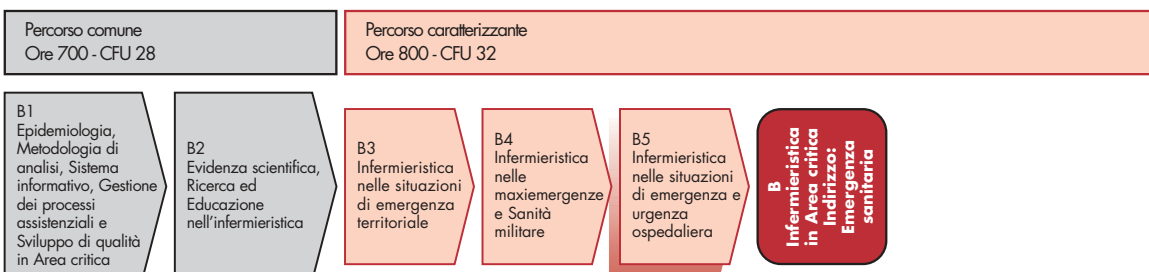 Percorso comune
Ore 700 - CFU 28
Percorso caratterizzante
Ore 800 - CFU 32
B1
Epidemiologia,
Metodologia di
analisi, Sistema
informativo, Gestione
dei processi
assistenziali e
Sviluppo di qualità
in Area critica
B2
Evidenza scientifica,
Ricerca ed
Educazione
nell’infermieristica
B3
Infermieristica
nelle situazioni
di emergenza
territoriale
B4
Infermieristica
nelle
maxiemergenze
e Sanità
militare
B5
Infermieristica
nelle situazioni
di emergenza e
urgenza
ospedaliera
B
Infermieristica
in Area critica
Indirizzo:
Emergenza
sanitaria